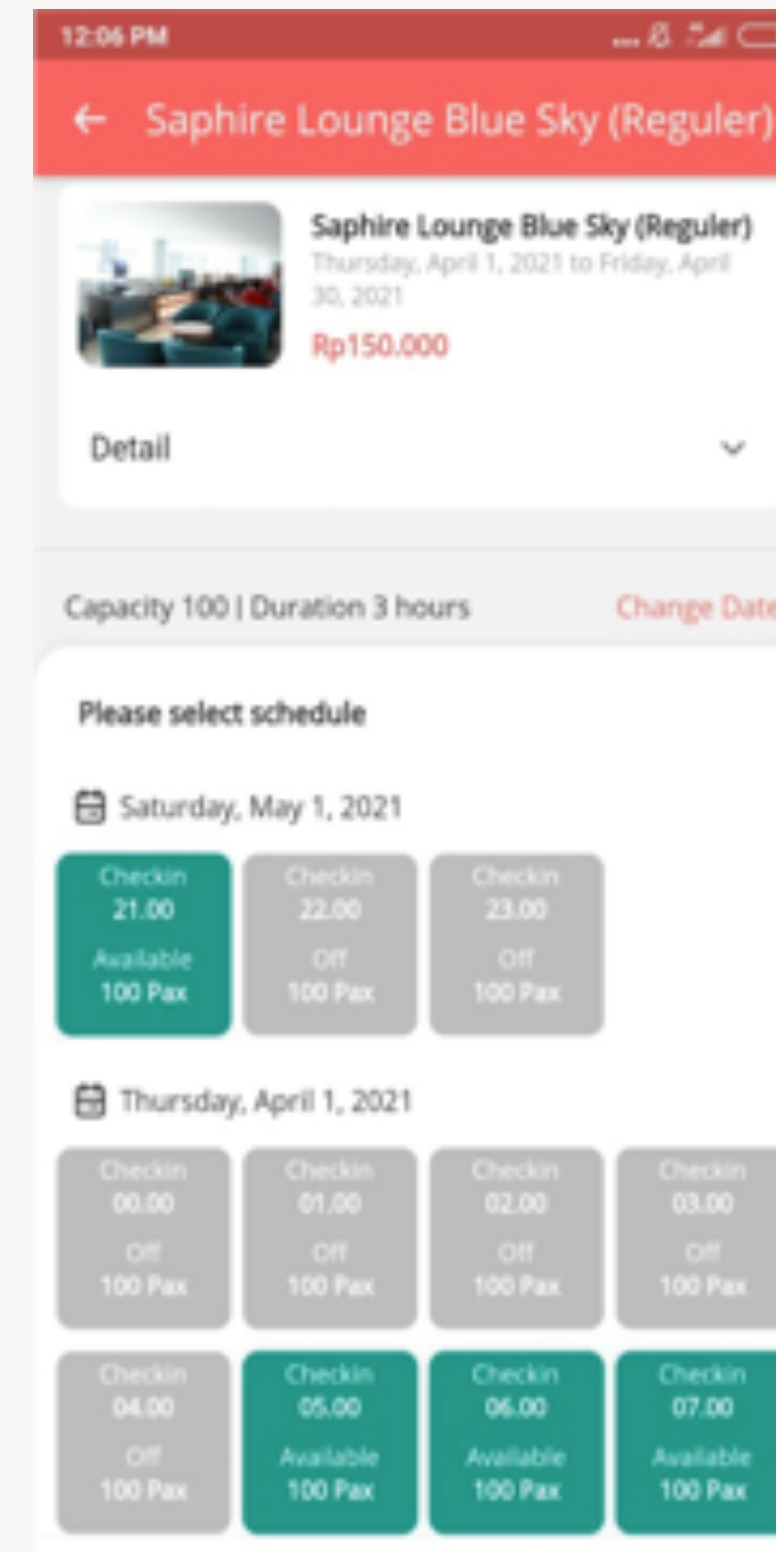 12:06 PM
Saphire Lounge Blue Sky (Reguler)
Saphire Lounge Blue Sky (Reguler)
Thursday, April 1, 2021 to Friday, April
30, 2021
Rp150.000
Detail
Capacity 100 | Duration 3 hours Change Date
Please select schedule
Saturday, May 1, 2021
Checkin Checkin Checkin
21.00 22.00 23.00
Available Off Off
100 Pax 100 Pax 100 Pax
Thursday, April 1, 2021
Checkin Checkin Checkin Checkin
00.00 01.00 02.00 03.00
Off Off Off Off
100 Pax 100 Pax 100 Pax 100 Pax
Checkin Checkin Checkin Checkin
04.00 05.00 06.00 07.00
Off Available Available Available
100 Pax 100 Pax 100 Pax 100 Pax